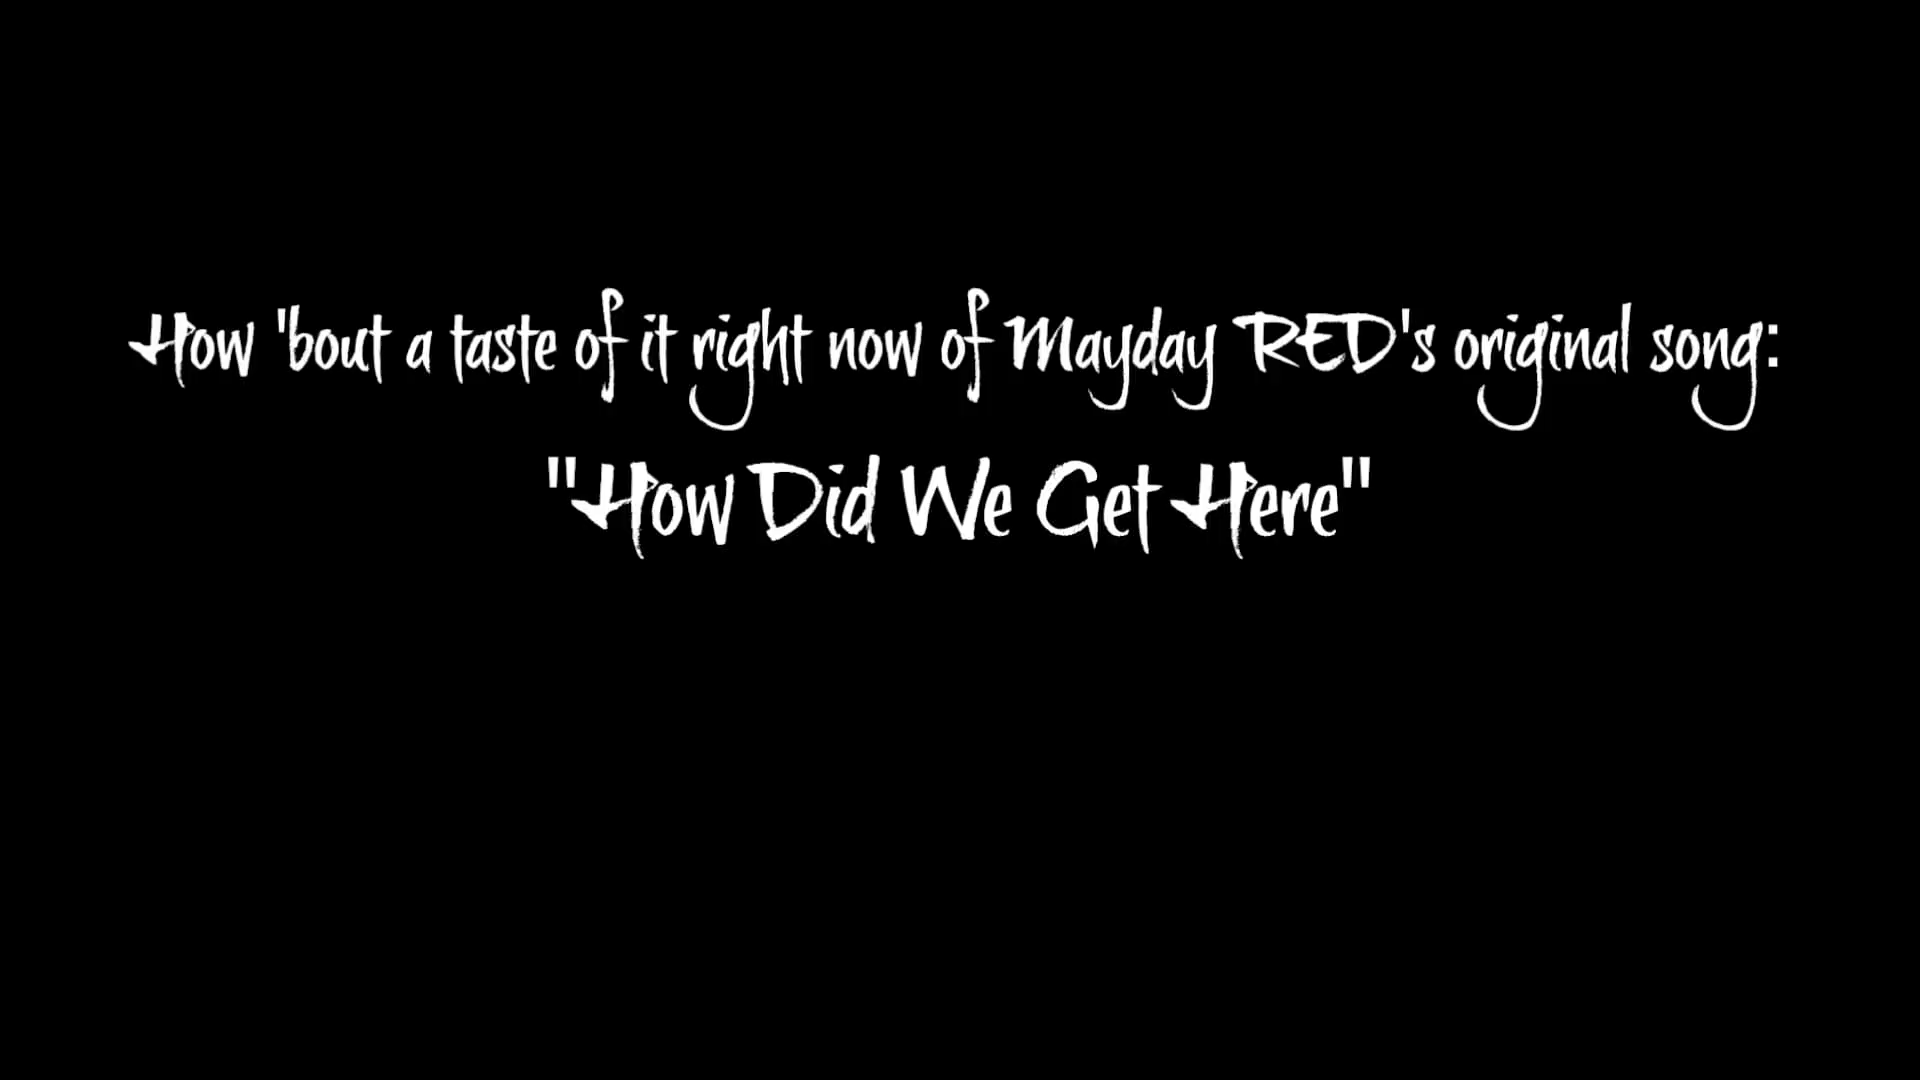 How 'bout a taste of it right now of Mayday RED's original song:
"How Did We Get Here"